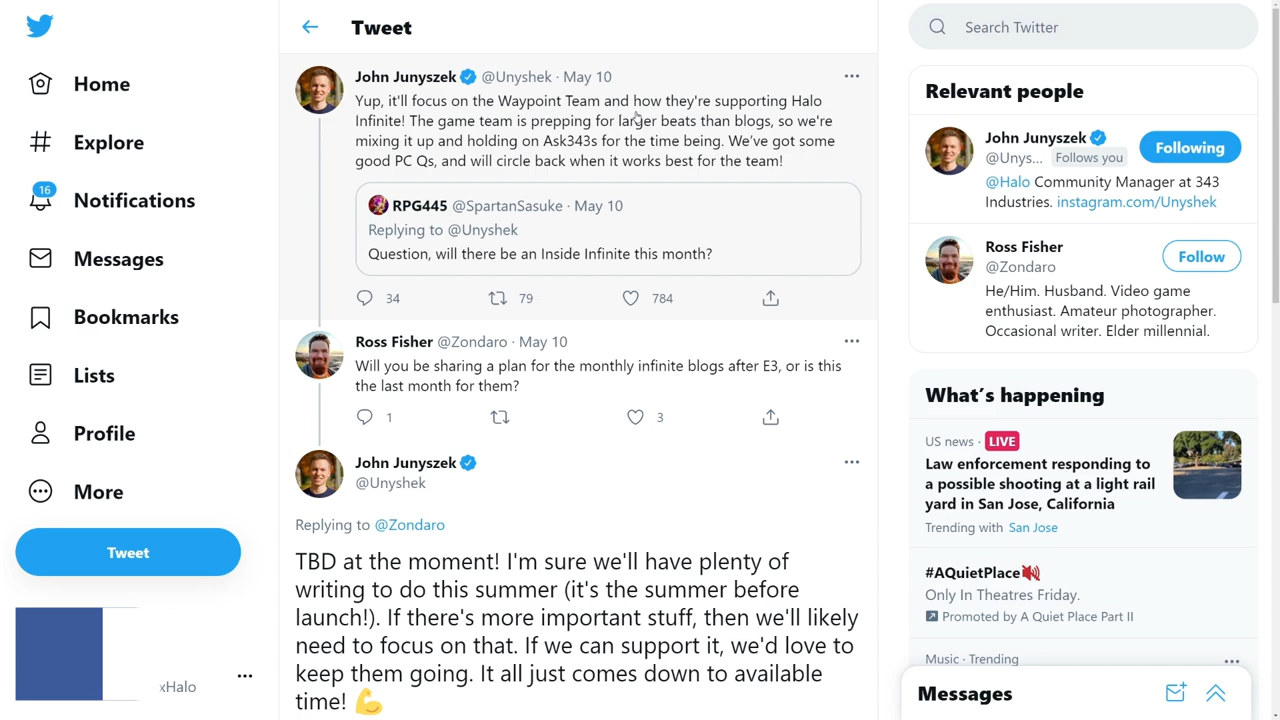 Home
Explore
16
Notifications
Messages
Bookmarks
Lists
Profile
More
Tweet
xHalo
Tweet
John Junyszek @Unyshek · May 10
Yup, it'll focus on the Waypoint Team and how they're supporting Halo
Infinite! The game team is prepping for larger beats than blogs, so we're
mixing it up and holding on Ask343s for the time being. We've got some
good PC Qs, and will circle back when it works best for the team!
RPG445 @SpartanSasuke · May 10
Replying to @Unyshek
Question, will there be an Inside Infinite this month?
34 79 784
Ross Fisher @Zondaro · May 10
Will you be sharing a plan for the monthly infinite blogs after E3, or is this
the last month for them?
1 3
John Junyszek
@Unyshek
Replying to @Zondaro
TBD at the moment! I'm sure we'll have plenty of
writing to do this summer (it's the summer before
launch!). If there's more important stuff, then we'll likely
need to focus on that. If we can support it, we'd love to
keep them going. It all just comes down to available
time! 💪
Search Twitter
Relevant people
John Junyszek
@Unys... Follows you
Following
@Halo Community Manager at 343
Industries. instagram.com/Unyshek
Ross Fisher
@Zondaro
Follow
He/Him. Husband. Video game
enthusiast. Amateur photographer.
Occasional writer. Elder millennial.
What's happening
US news · LIVE
Law enforcement responding to
a possible shooting at a light rail
yard in San Jose, California
Trending with San Jose
#AQuietPlace
Only In Theatres Friday.
Promoted by A Quiet Place Part II
Music · Trending
Messages